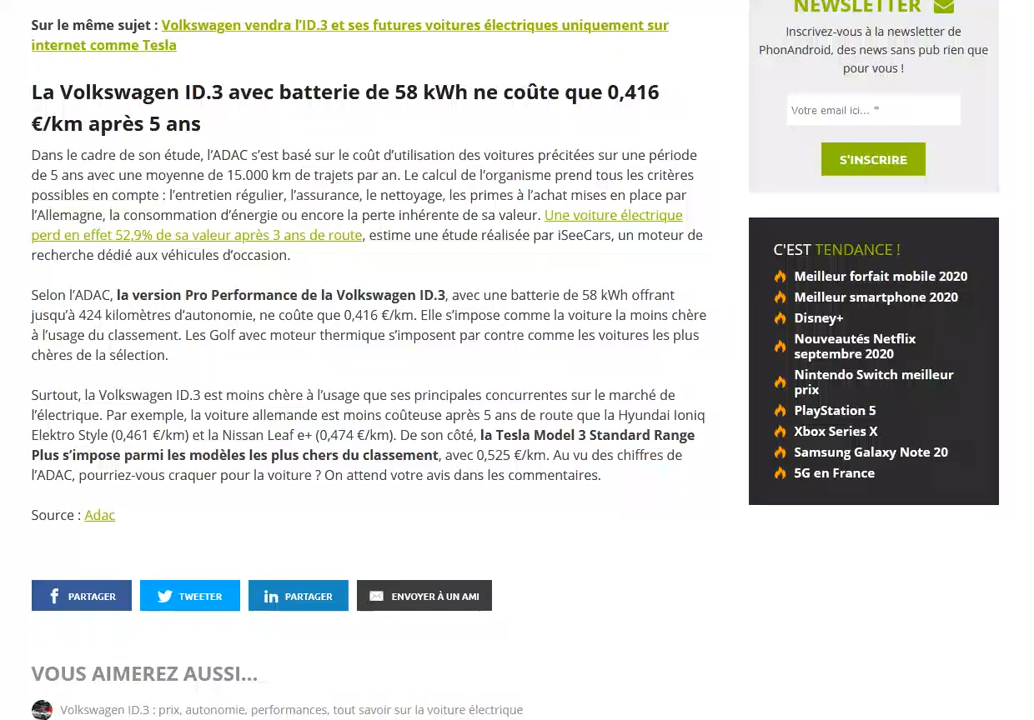 Sur le même sujet : Volkswagen vendra l’ID.3 et ses futures voitures électriques uniquement sur
internet comme Tesla
La Volkswagen ID.3 avec batterie de 58 kWh ne coûte que 0,416
€/km après 5 ans
Dans le cadre de son étude, l’ADAC s’est basé sur le coût d’utilisation des voitures précitées sur une période
de 5 ans avec une moyenne de 15.000 km de trajets par an. Le calcul de l’organisme prend tous les critères
possibles en compte : l’entretien régulier, l’assurance, le nettoyage, les primes à l’achat mises en place par
l’Allemagne, la consommation d’énergie ou encore la perte inhérente de sa valeur. Une voiture électrique
perd en effet 52,9% de sa valeur après 3 ans de route, estime une étude réalisée par iSeeCars, un moteur de
recherche dédié aux véhicules d’occasion.
Selon l’ADAC, la version Pro Performance de la Volkswagen ID.3, avec une batterie de 58 kWh offrant
jusqu’à 424 kilomètres d’autonomie, ne coûte que 0,416 €/km. Elle s’impose comme la voiture la moins chère
à l’usage du classement. Les Golf avec moteur thermique s’imposent par contre comme les voitures les plus
chères de la sélection.
Surtout, la Volkswagen ID.3 est moins chère à l’usage que ses principales concurrentes sur le marché de
l’électrique. Par exemple, la voiture allemande est moins coûteuse après 5 ans de route que la Hyundai Ioniq
Elektro Style (0,461 €/km) et la Nissan Leaf e+ (0,474 €/km). De son côté, la Tesla Model 3 Standard Range
Plus s’impose parmi les modèles les plus chers du classement, avec 0,525 €/km. Au vu des chiffres de
l’ADAC, pourriez-vous craquer pour la voiture ? On attend votre avis dans les commentaires.
Source : Adac
PARTAGER
TWEETER
PARTAGER
ENVOYER À UN AMI
VOUS AIMEREZ AUSSI...
Volkswagen ID.3 : prix, autonomie, performances, tout savoir sur la voiture électrique
NEWSLETTER
Inscrivez-vous à la newsletter de
PhonAndroid, des news sans pub rien que
pour vous !
Votre email ici... *
S'INSCRIRE
C'EST TENDANCE !
Meilleur forfait mobile 2020
Meilleur smartphone 2020
Disney+
Nouveautés Netflix
septembre 2020
Nintendo Switch meilleur
prix
PlayStation 5
Xbox Series X
Samsung Galaxy Note 20
5G en France